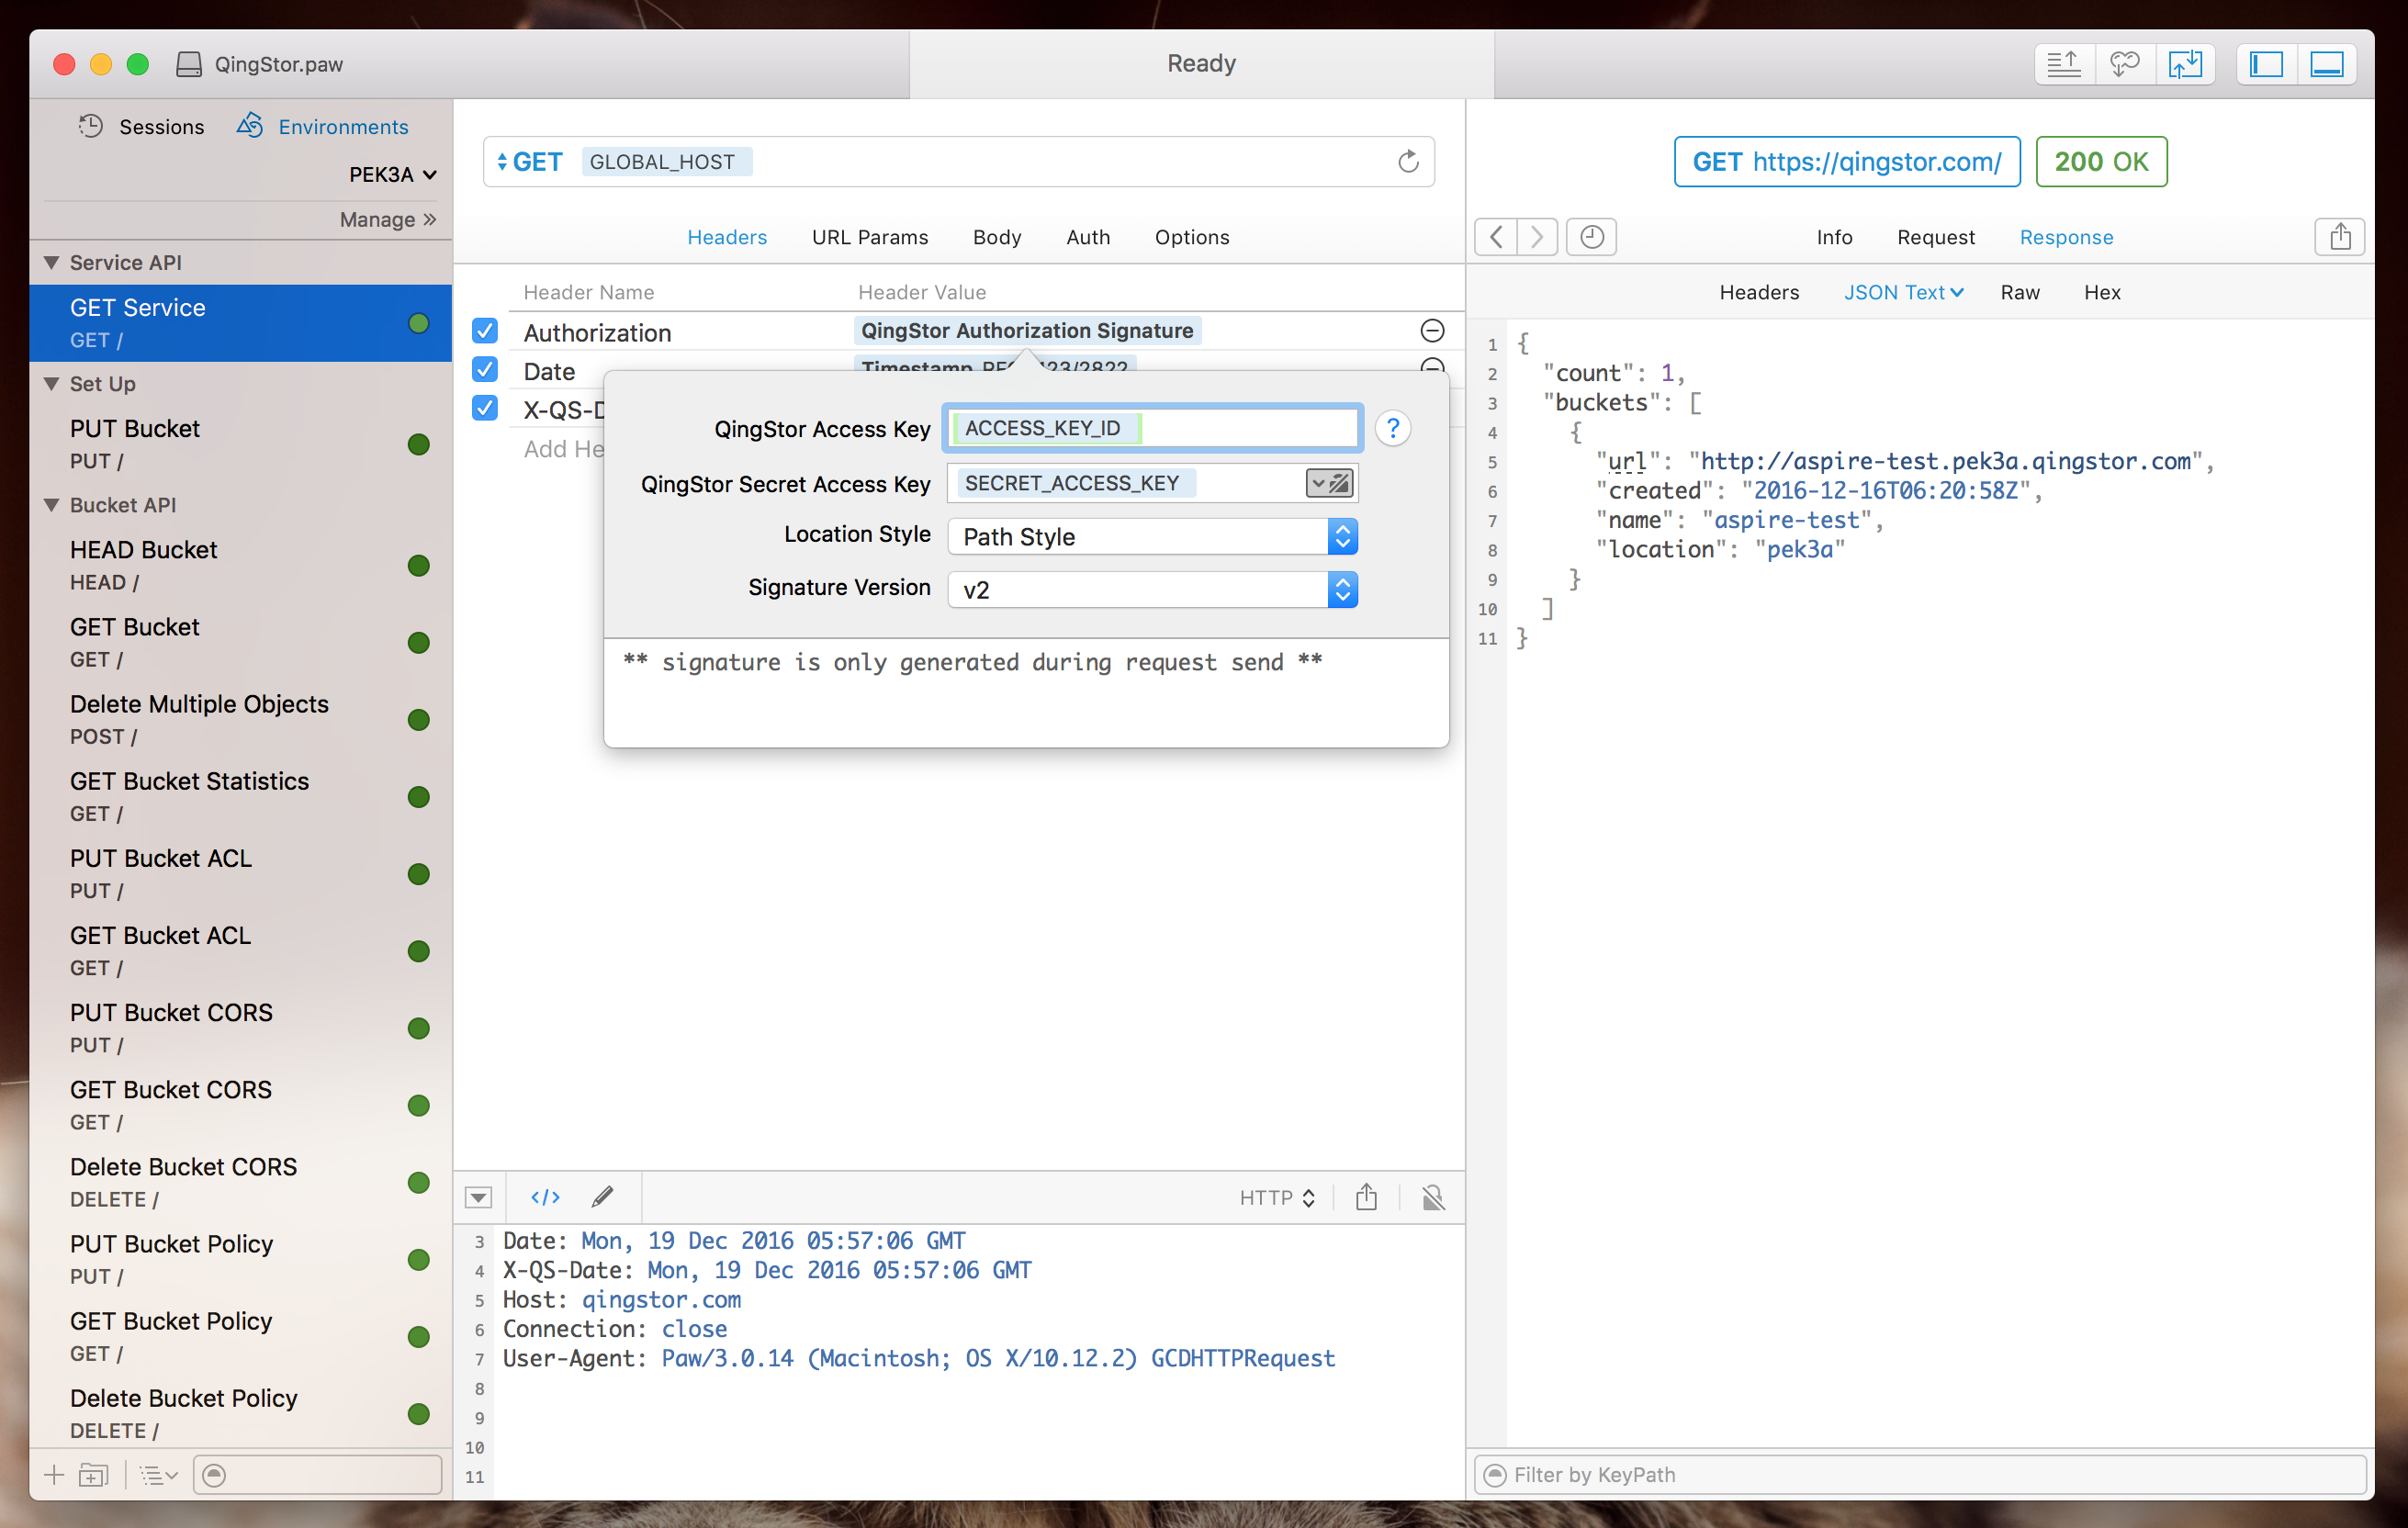 QingStor.paw
Ready
Sessions
Environments
PEK3A
Manage »
Service API
GET Service
GET /
Set Up
PUT Bucket
PUT /
Bucket API
HEAD Bucket
HEAD /
GET Bucket
GET /
Delete Multiple Objects
POST /
GET Bucket Statistics
GET /
PUT Bucket ACL
PUT /
GET Bucket ACL
GET /
PUT Bucket CORS
PUT /
GET Bucket CORS
GET /
Delete Bucket CORS
DELETE /
PUT Bucket Policy
PUT /
GET Bucket Policy
GET /
Delete Bucket Policy
DELETE /
GET GLOBAL_HOST
Headers URL Params Body Auth Options
Header Name Header Value
Authorization QingStor Authorization Signature
Date Timestamp 23/2822
X-QS-D
Add He
QingStor Access Key ACCESS_KEY_ID ?
QingStor Secret Access Key SECRET_ACCESS_KEY
Location Style Path Style
Signature Version v2
** signature is only generated during request send **
</> HTTP
3 Date: Mon, 19 Dec 2016 05:57:06 GMT
4 X-QS-Date: Mon, 19 Dec 2016 05:57:06 GMT
5 Host: qingstor.com
6 Connection: close
7 User-Agent: Paw/3.0.14 (Macintosh; OS X/10.12.2) GCDHTTPRequest
8
9
10
11
GET https://qingstor.com/ 200 OK
Info Request Response
Headers JSON Text Raw Hex
1 {
2 "count": 1,
3 "buckets": [
4 {
5 "url": "http://aspire-test.pek3a.qingstor.com",
6 "created": "2016-12-16T06:20:58Z",
7 "name": "aspire-test",
8 "location": "pek3a"
9 }
10 ]
11 }
Filter by KeyPath